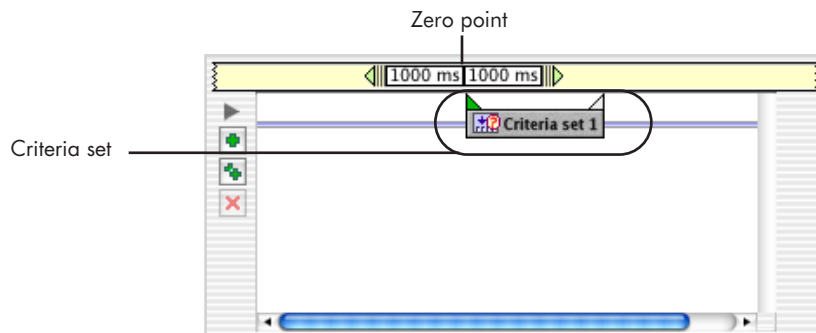 Zero point
1000 ms 1000 ms
Criteria set 1
Criteria set